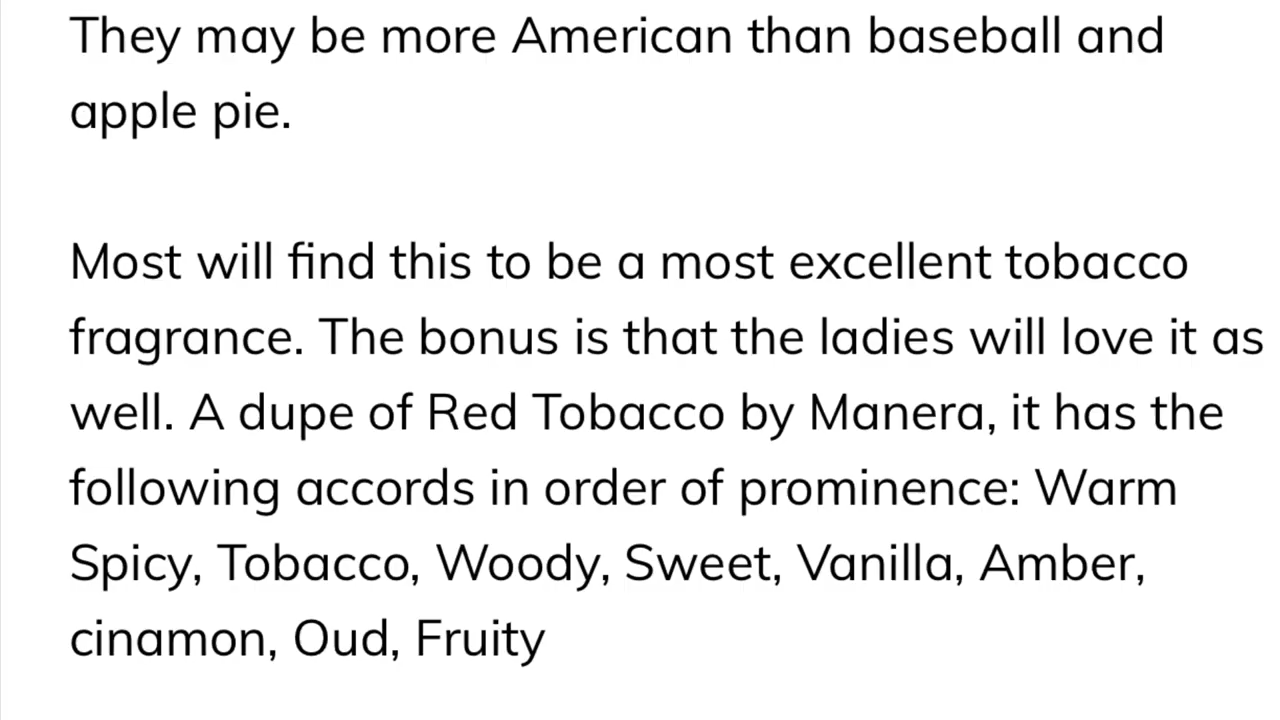 They may be more American than baseball and
apple pie.
Most will find this to be a most excellent tobacco
fragrance. The bonus is that the ladies will love it as
well. A dupe of Red Tobacco by Manera, it has the
following accords in order of prominence: Warm
Spicy, Tobacco, Woody, Sweet, Vanilla, Amber,
cinamon, Oud, Fruity